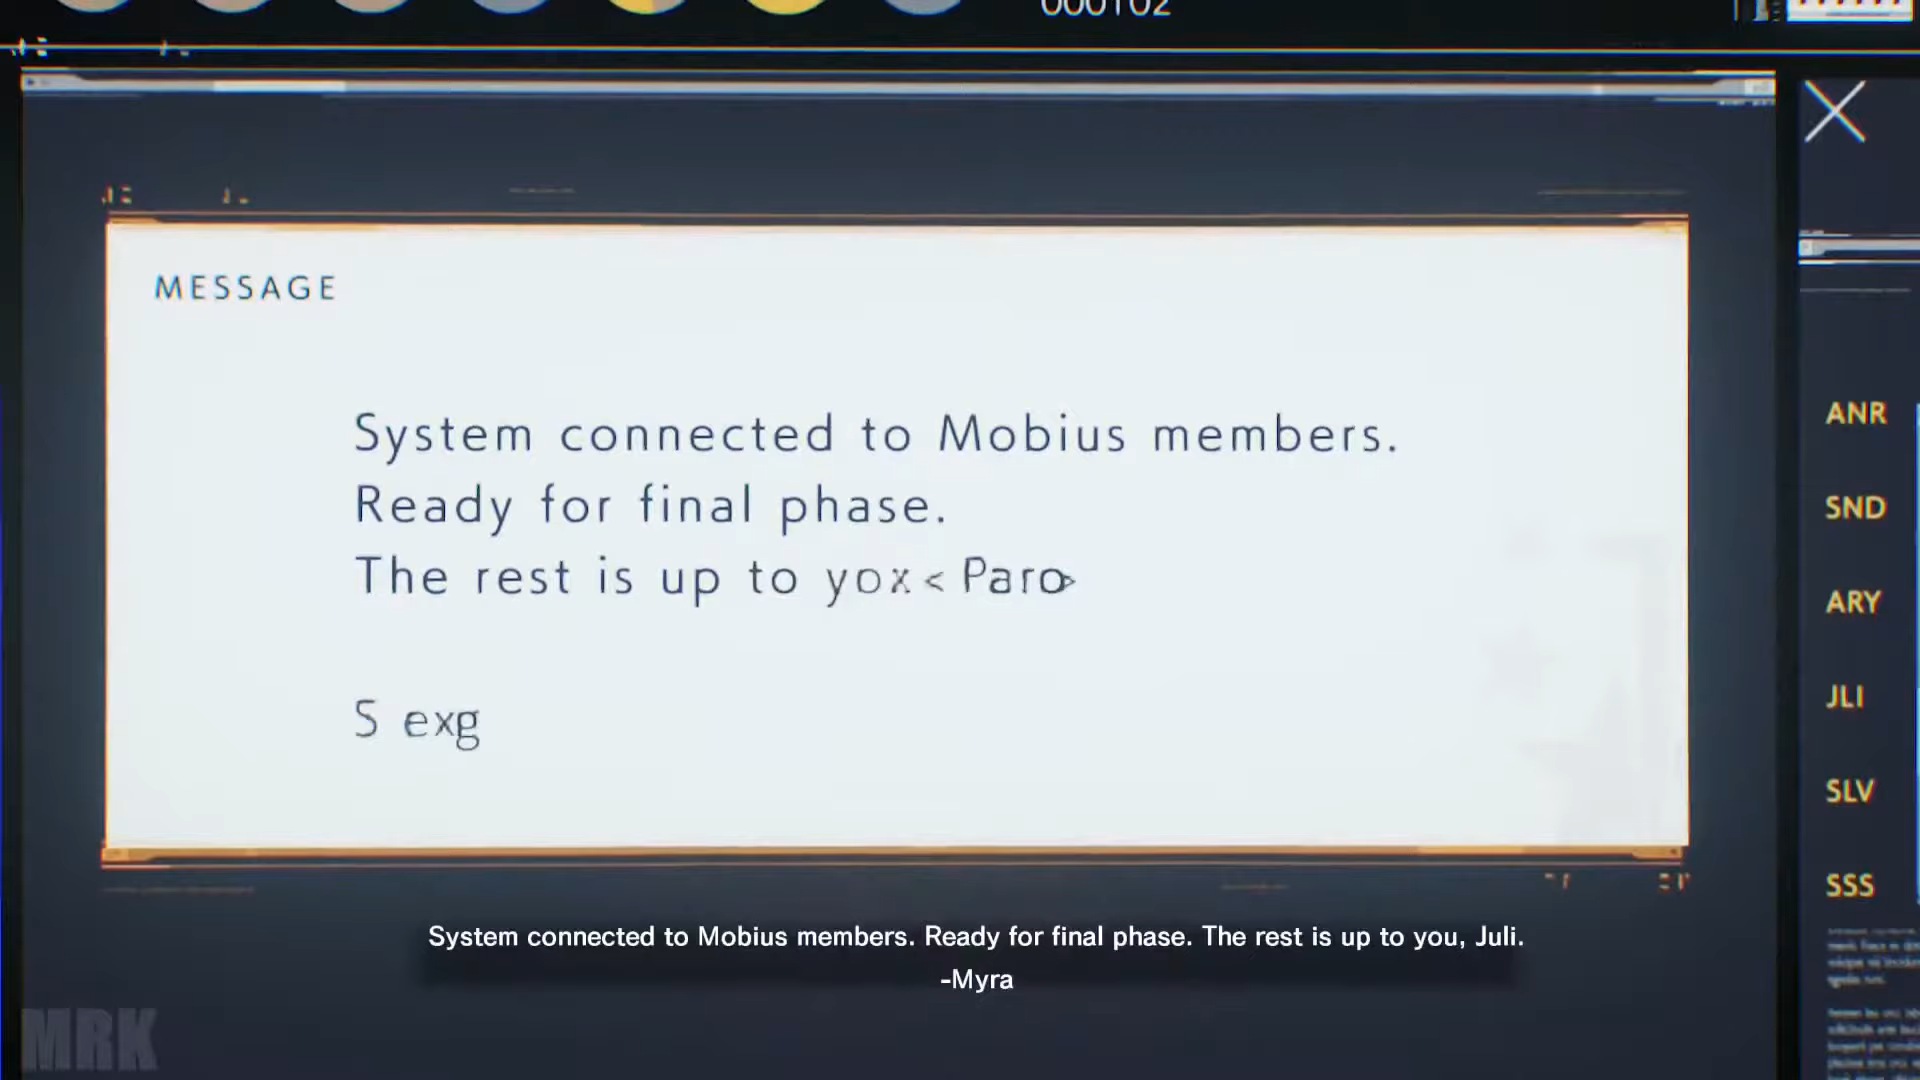 000102
MESSAGE
System connected to Mobius members.
Ready for final phase.
The rest is up to yox< Paro>
S exg
ANR
SND
ARY
JLI
SLV
SSS
System connected to Mobius members. Ready for final phase. The rest is up to you, Juli.
-Myra
MRK